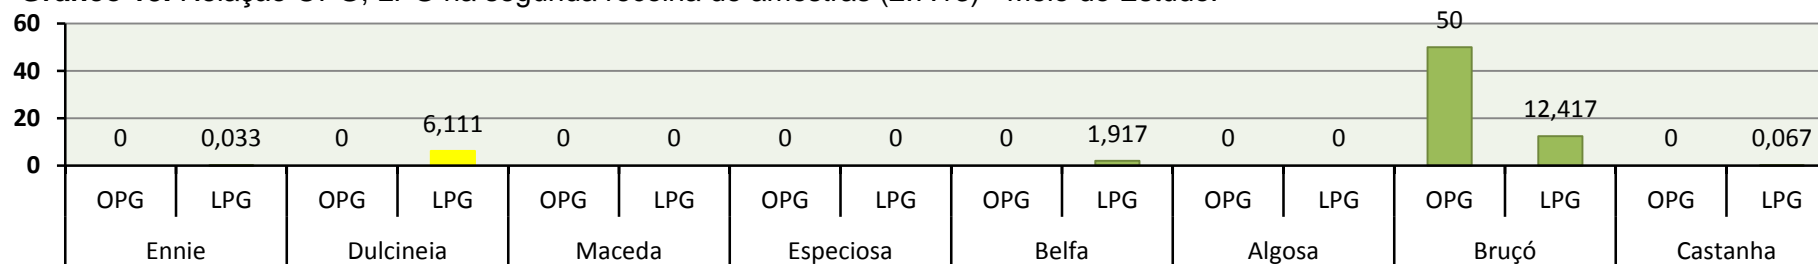 60
50
40
20
12,417
6,111
0 0,033 0 0 0 0 0 0 1,917 0 0 0 0,067
0
OPG LPG OPG LPG OPG LPG OPG LPG OPG LPG OPG LPG OPG LPG OPG LPG
Ennie Dulcineia Maceda Especiosa Belfa Algosa Bruçó Castanha